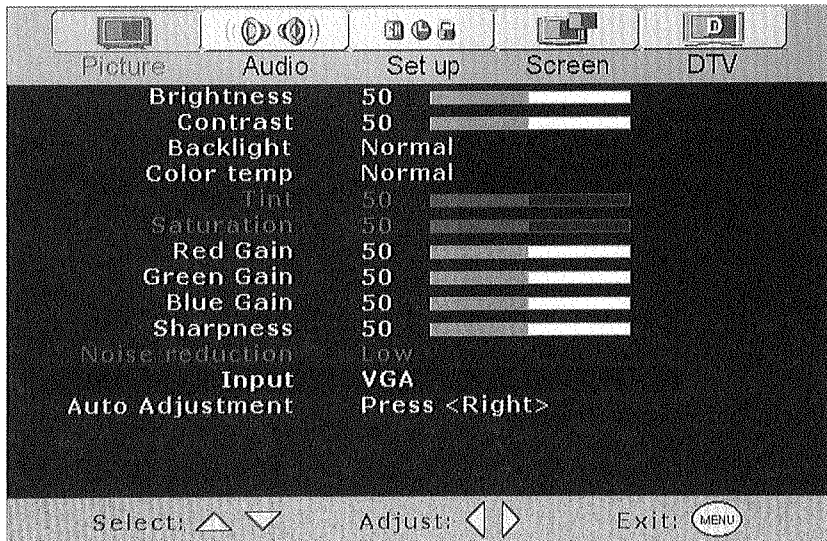 Picture Audio Set up Screen DTV
Brightness 50
Contrast 50
Backlight Normal
Color temp Normal
Tint 50
Saturation 50
Red Gain 50
Green Gain 50
Blue Gain 50
Sharpness 50
Noise reduction Low
Input VGA
Auto Adjustment Press <Right>
Select: Adjust: Exit: MENU